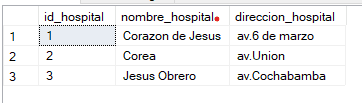 id_hospital nombre_hospital direccion_hospital
1 1 Corazon de Jesus av.6 de marzo
2 2 Corea av.Union
3 3 Jesus Obrero av.Cochabamba